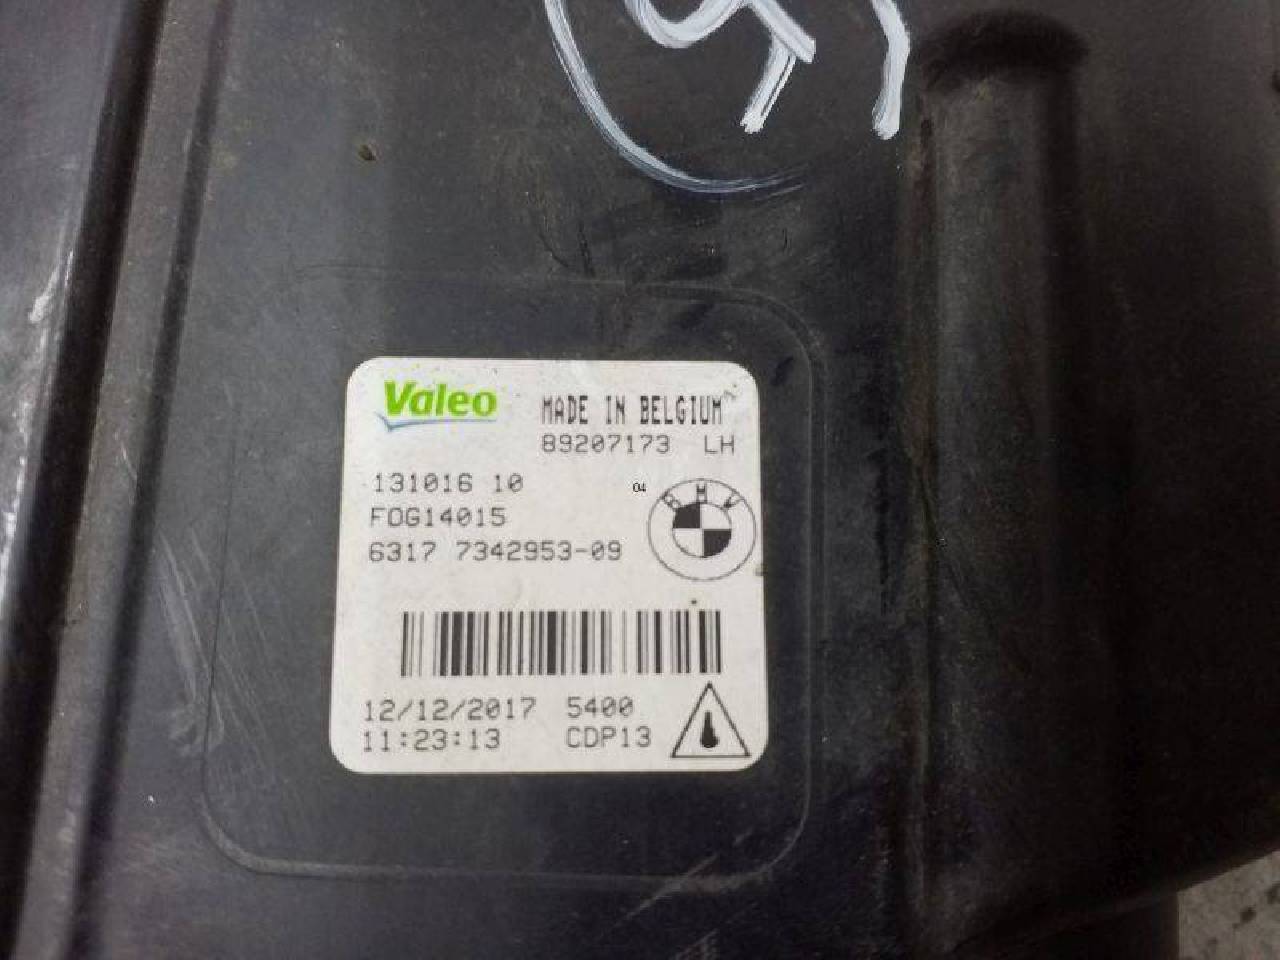 Valeo MADE IN BELGIUM
89207173 LH
131016 10
04
BMW
FOG14015
6317 7342953-09
12/12/2017 5400
11:23:13 CDP13